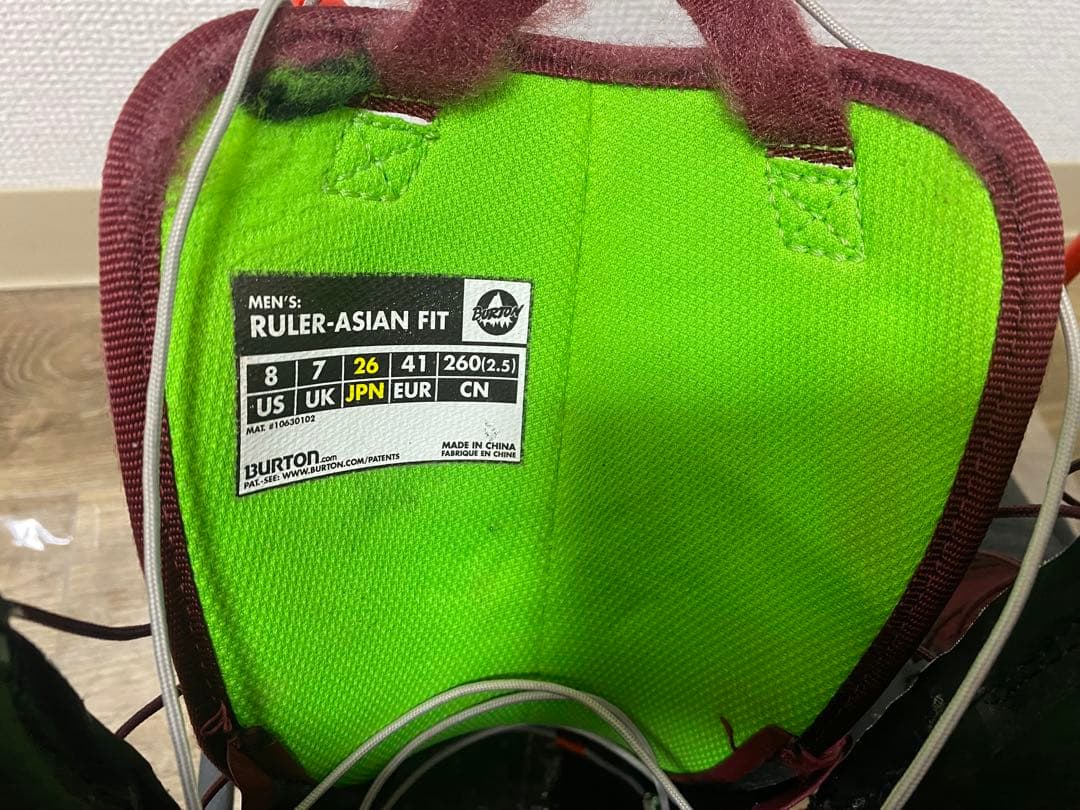 MEN'S:
RULER-ASIAN FIT
BURTON
8 7 26 41 260(2.5)
US UK JPN EUR CN
MAT. #10630102
BURTON.com
PAT.-SEE: WWW.BURTON.COM/PATENTS
MADE IN CHINA
FABRIQUE EN CHINE